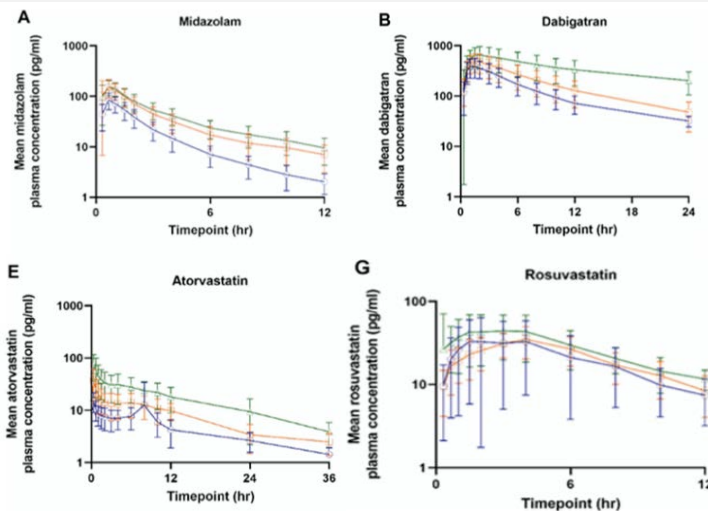 A
Midazolam
Mean midazolam
plasma concentration (pg/ml)
1000
100
10
1
0
6
12
Timepoint (hr)
B
Dabigatran
Mean dabigatran
plasma concentration (pg/ml)
1000
100
10
1
0
6
12
18
24
Timepoint (hr)
E
Atorvastatin
Mean atorvastatin
plasma concentration (pg/ml)
1000
100
10
1
0
12
24
36
Timepoint (hr)
G
Rosuvastatin
Mean rosuvastatin
plasma concentration (pg/ml)
100
10
1
0
6
12
Timepoint (hr)